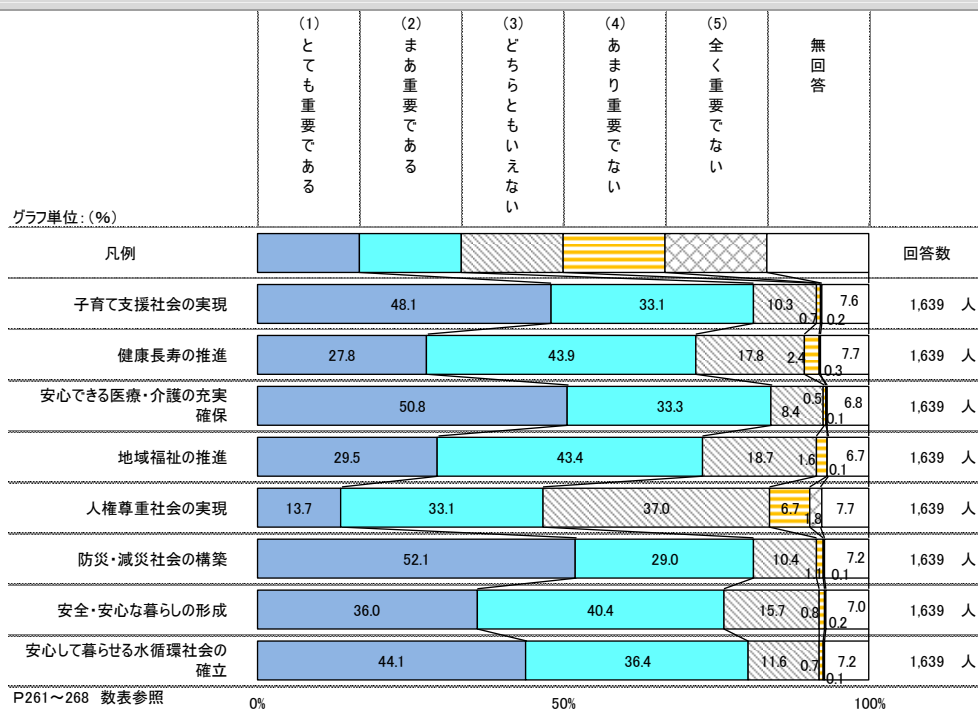 (1)
とても重要である
(2)
まあ重要である
(3)
どちらともいえない
(4)
あまり重要でない
(5)
全く重要でない
無回答
グラフ単位:(%)
凡例
回答数
子育て支援社会の実現
48.1
33.1
10.3
0.7
0.2
7.6
1,639 人
健康長寿の推進
27.8
43.9
17.8
2.4
0.3
7.7
1,639 人
安心できる医療・介護の充実
確保
50.8
33.3
8.4
0.5
0.1
6.8
1,639 人
地域福祉の推進
29.5
43.4
18.7
1.6
0.1
6.7
1,639 人
人権尊重社会の実現
13.7
33.1
37.0
6.7
1.8
7.7
1,639 人
防災・減災社会の構築
52.1
29.0
10.4
1.1
0.1
7.2
1,639 人
安全・安心な暮らしの形成
36.0
40.4
15.7
0.8
0.2
7.0
1,639 人
安心して暮らせる水循環社会の
確立
44.1
36.4
11.6
0.7
0.1
7.2
1,639 人
P261～268 数表参照
0%
50%
100%